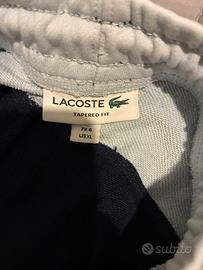 LACOSTE
TAPERED FIT
FR 6
US XL
subito